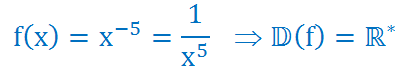 f(x) = x⁻⁵ = 1/x⁵ ⇒ 𝔻(f) = ℝ*